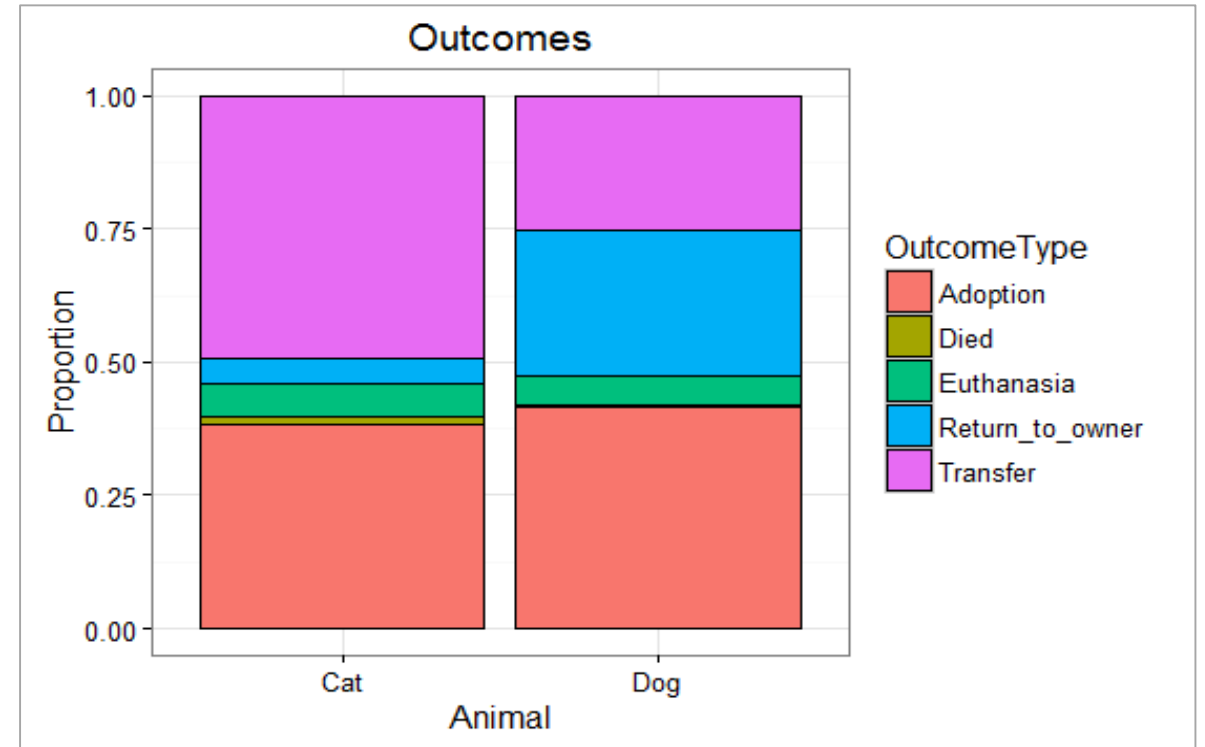 Outcomes
1.00
0.75
0.50
0.25
0.00
Proportion
Cat
Dog
Animal
OutcomeType
Adoption
Died
Euthanasia
Return_to_owner
Transfer